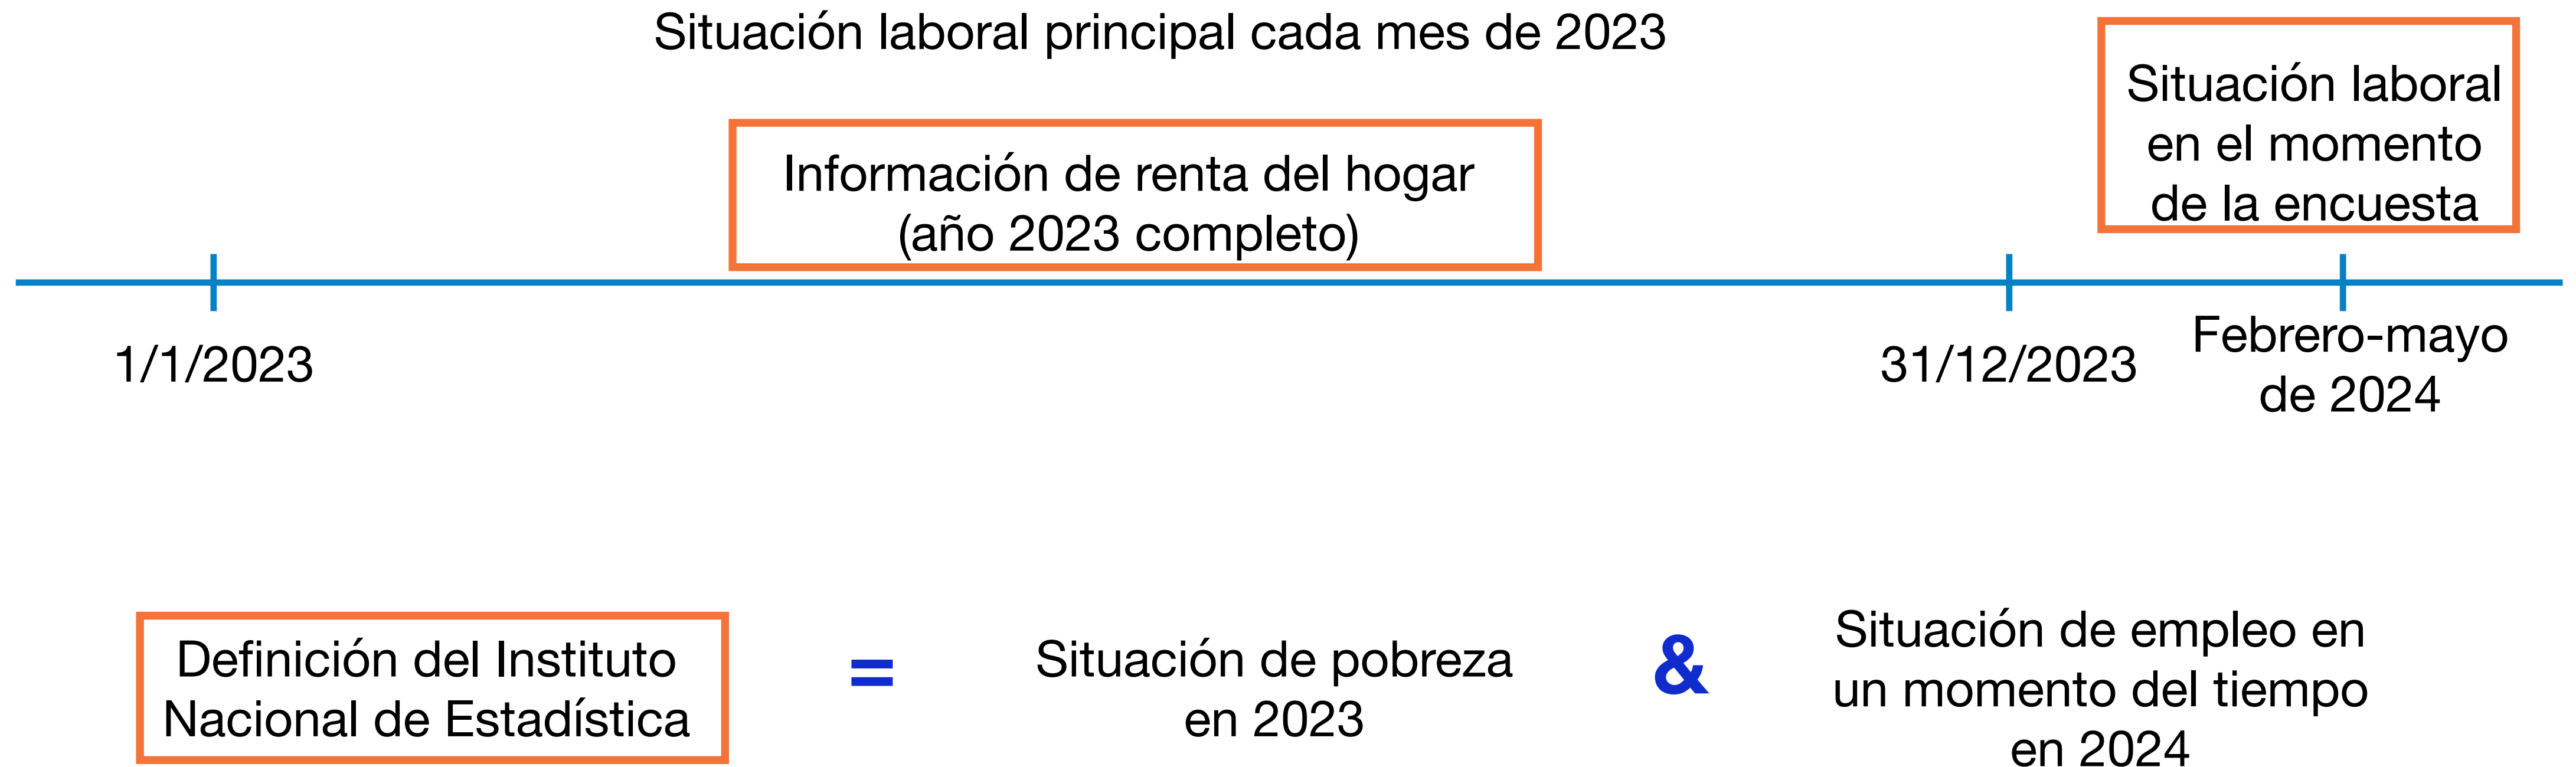 Situación laboral principal cada mes de 2023
Información de renta del hogar
(año 2023 completo)
Situación laboral
en el momento
de la encuesta
1/1/2023
31/12/2023
Febrero-mayo
de 2024
Definición del Instituto
Nacional de Estadística
=
Situación de pobreza
en 2023
&
Situación de empleo en
un momento del tiempo
en 2024